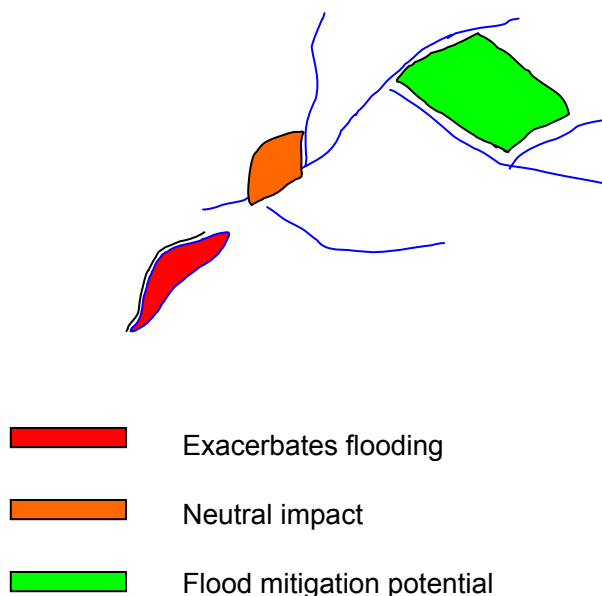 Exacerbates flooding
Neutral impact
Flood mitigation potential